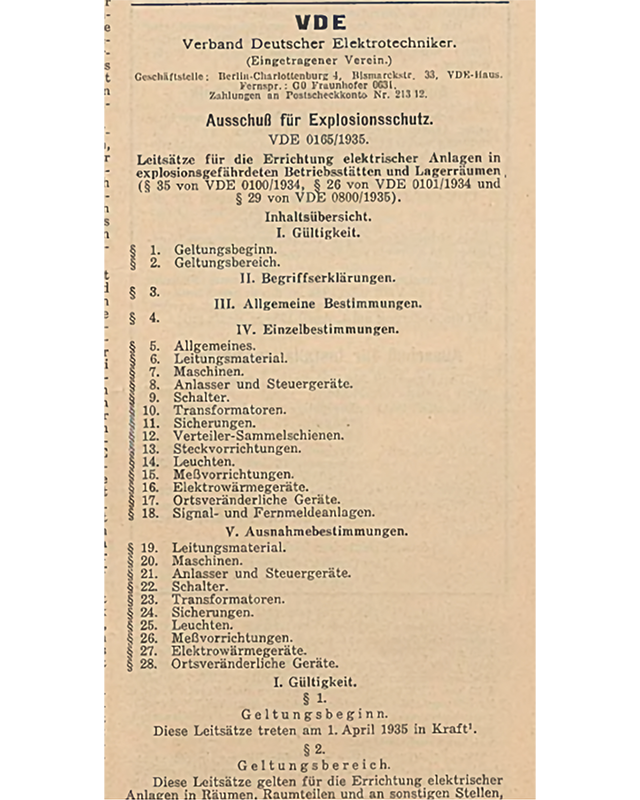 VDE
Verband Deutscher Elektrotechniker.
(Eingetragener Verein.)
Geschäftstelle: Berlin-Charlottenburg 4, Bismarckstr. 33, VDE-Haus.
Fernspr.: C0 Fraunhofer 0631.
Zahlungen an Postscheckkonto Nr. 213 12.
Ausschuß für Explosionsschutz.
VDE 0165/1935.
Leitsätze für die Errichtung elektrischer Anlagen in
explosionsgefährdeten Betriebsstätten und Lagerräumen
(§ 35 von VDE 0100/1934, § 26 von VDE 0101/1934 und
§ 29 von VDE 0800/1935).
Inhaltsübersicht.
I. Gültigkeit.
§ 1. Geltungsbeginn.
§ 2. Geltungsbereich.
II. Begriffserklärungen.
§ 3.
III. Allgemeine Bestimmungen.
§ 4.
IV. Einzelbestimmungen.
§ 5. Allgemeines.
§ 6. Leitungsmaterial.
§ 7. Maschinen.
§ 8. Anlasser und Steuergeräte.
§ 9. Schalter.
§ 10. Transformatoren.
§ 11. Sicherungen.
§ 12. Verteiler-Sammelschienen.
§ 13. Steckvorrichtungen.
§ 14. Leuchten.
§ 15. Meßvorrichtungen.
§ 16. Elektrowärmegeräte.
§ 17. Ortsveränderliche Geräte.
§ 18. Signal- und Fernmeldeanlagen.
V. Ausnahmebestimmungen.
§ 19. Leitungsmaterial.
§ 20. Maschinen.
§ 21. Anlasser und Steuergeräte.
§ 22. Schalter.
§ 23. Transformatoren.
§ 24. Sicherungen.
§ 25. Leuchten.
§ 26. Meßvorrichtungen.
§ 27. Elektrowärmegeräte.
§ 28. Ortsveränderliche Geräte.
I. Gültigkeit.
§ 1.
Geltungsbeginn.
Diese Leitsätze treten am 1. April 1935 in Kraft¹.
§ 2.
Geltungsbereich.
Diese Leitsätze gelten für die Errichtung elektrischer
Anlagen in Räumen, Raumteilen und an sonstigen Stellen,